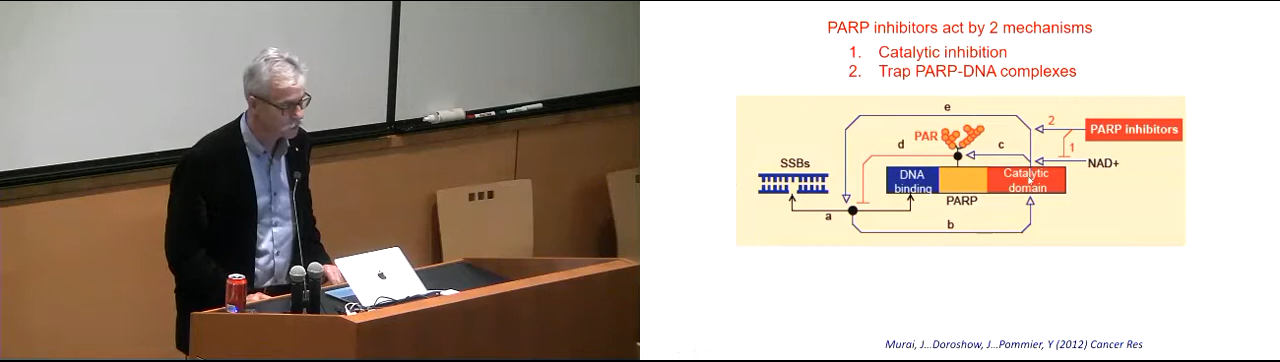 PARP inhibitors act by 2 mechanisms
1. Catalytic inhibition
2. Trap PARP-DNA complexes
e
2
PARP inhibitors
PAR
d
c
1
SSBs
NAD+
DNA
binding
Catalytic
domain
PARP
a
b
Murai, J...Doroshow, J...Pommier, Y (2012) Cancer Res